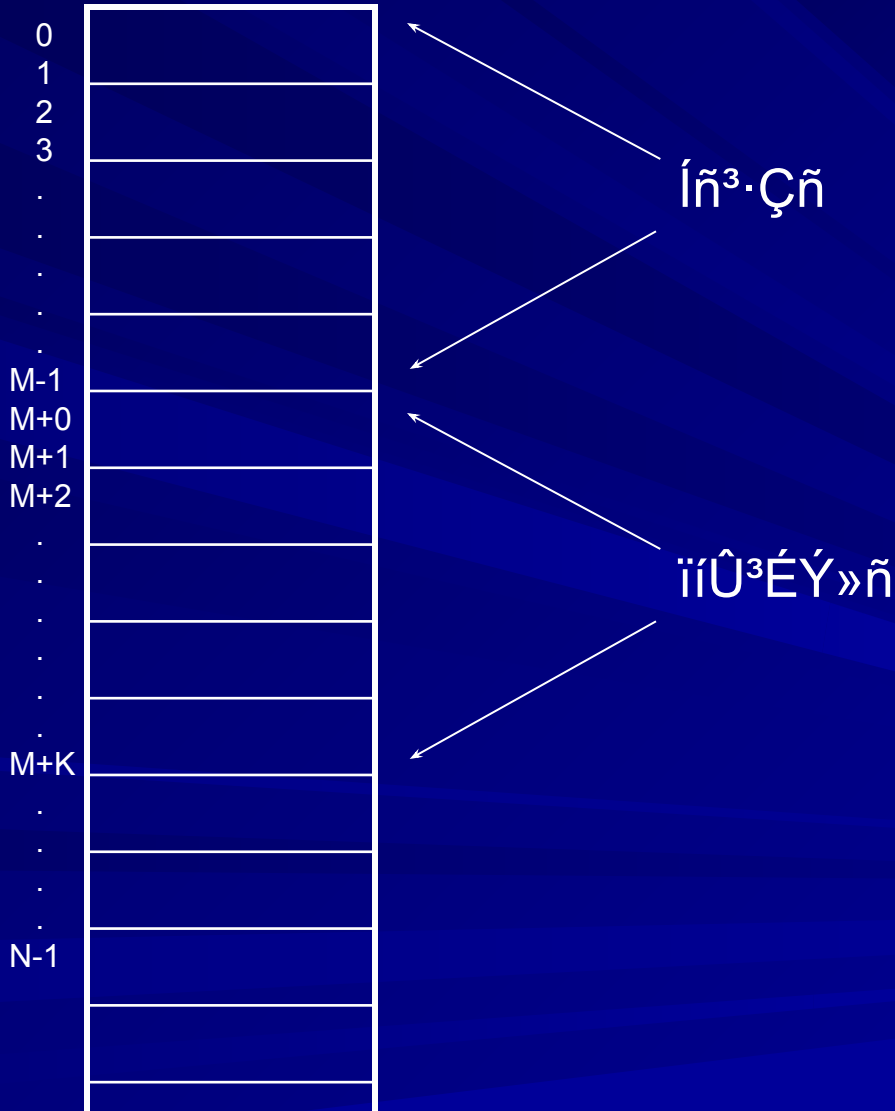 0
1
2
3
.
.
.
.
.
M-1
M+0
M+1
M+2
.
.
.
.
.
.
M+K
.
.
.
.
N-1
Íñ³·Çñ
ïíÛ³ÉÝ»ñ